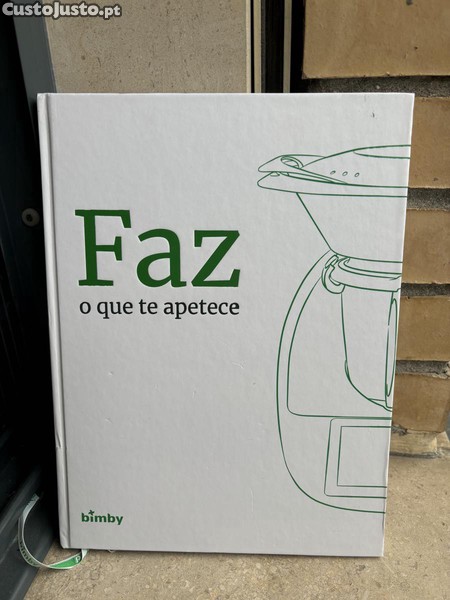 CustoJusto.pt
Faz
o que te apetece
bimby